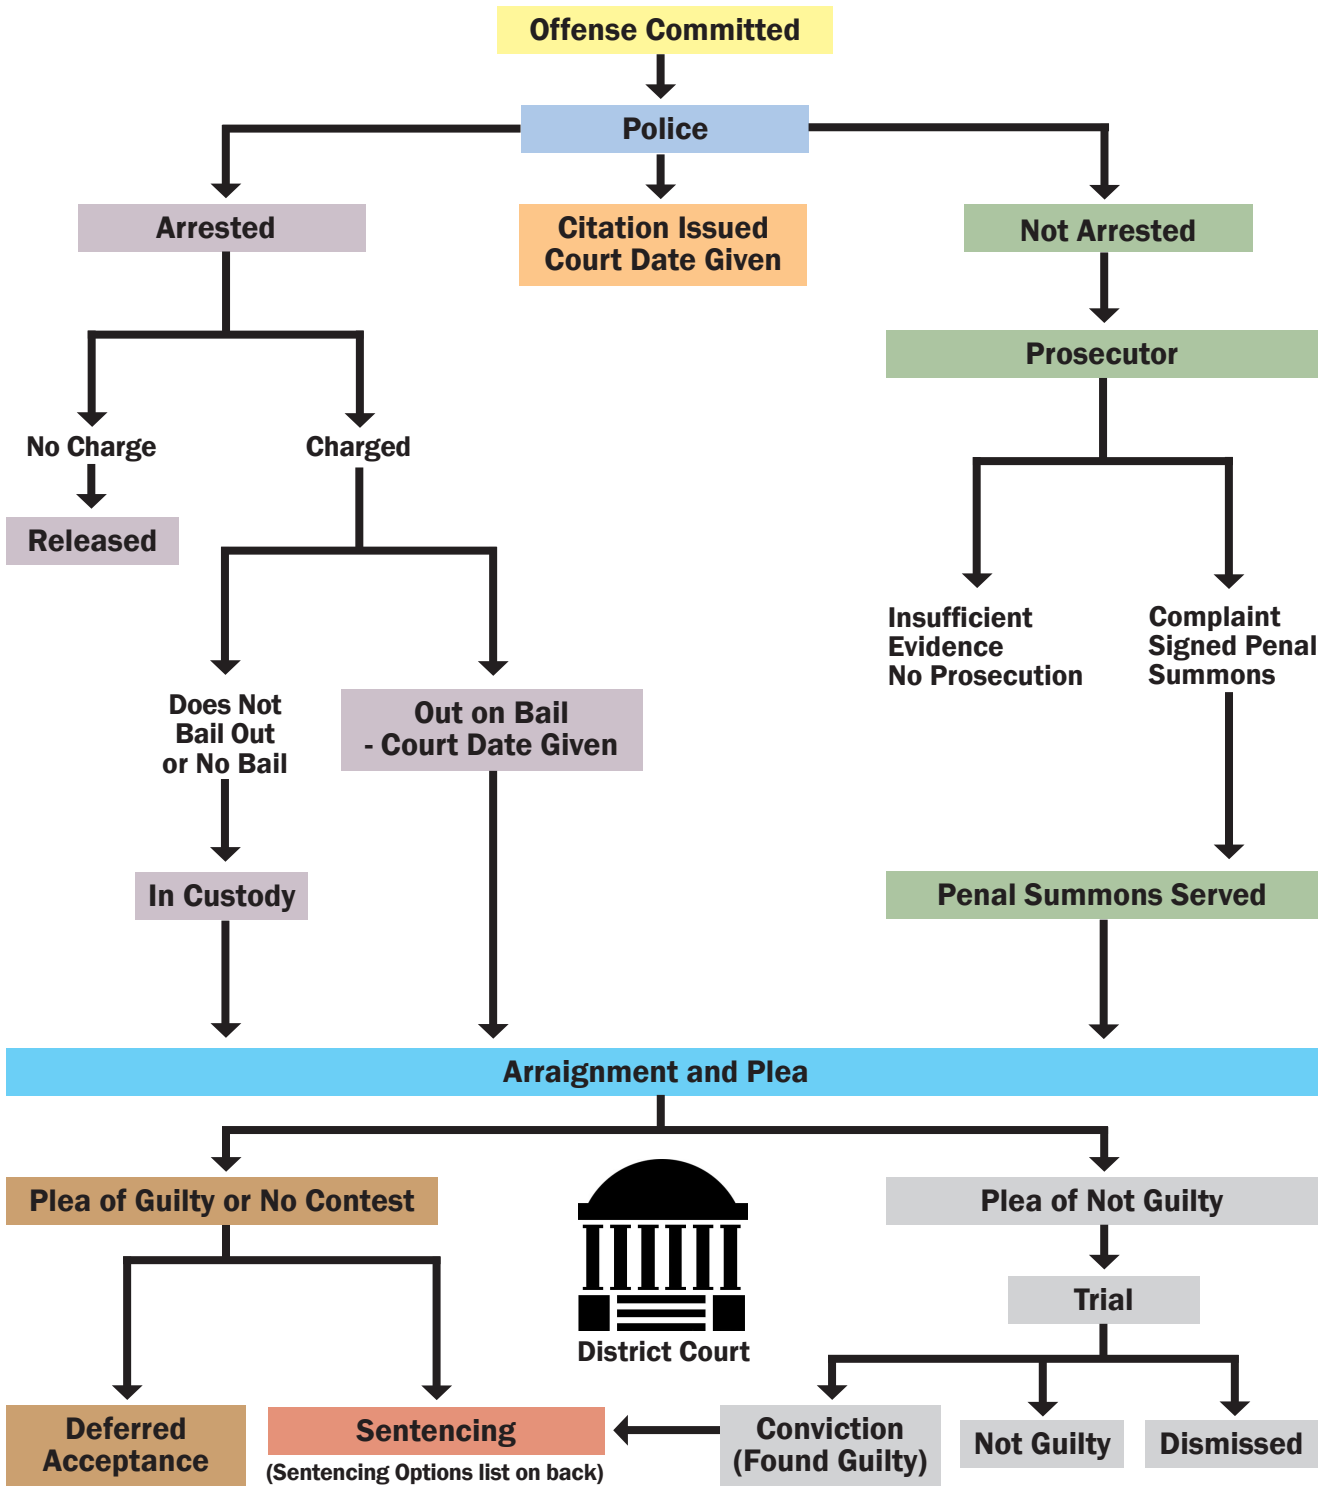 Offense Committed
Police
Arrested
Citation Issued
Court Date Given
Not Arrested
Prosecutor
No Charge
Charged
Released
Insufficient
Evidence
No Prosecution
Complaint
Signed Penal
Summons
Does Not
Bail Out
or No Bail
Out on Bail
- Court Date Given
In Custody
Penal Summons Served
Arraignment and Plea
Plea of Guilty or No Contest
Plea of Not Guilty
Trial
District Court
Deferred
Acceptance
Sentencing
(Sentencing Options list on back)
Conviction
(Found Guilty)
Not Guilty
Dismissed